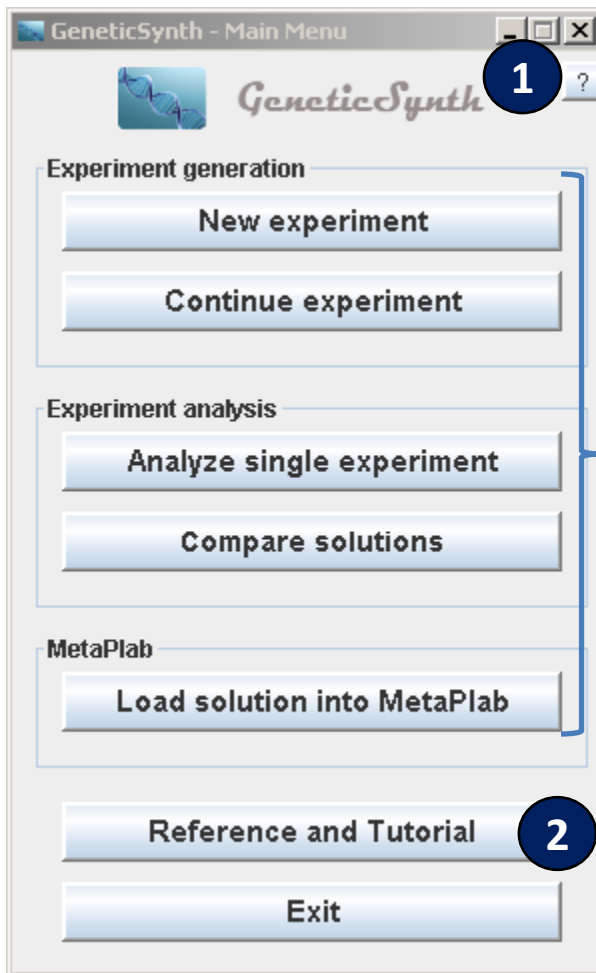 GeneticSynth - Main Menu
1
?
GeneticSynth
Experiment generation
New experiment
Continue experiment
Experiment analysis
Analyze single experiment
Compare solutions
MetaPlab
Load solution into MetaPlab
Reference and Tutorial
2
Exit